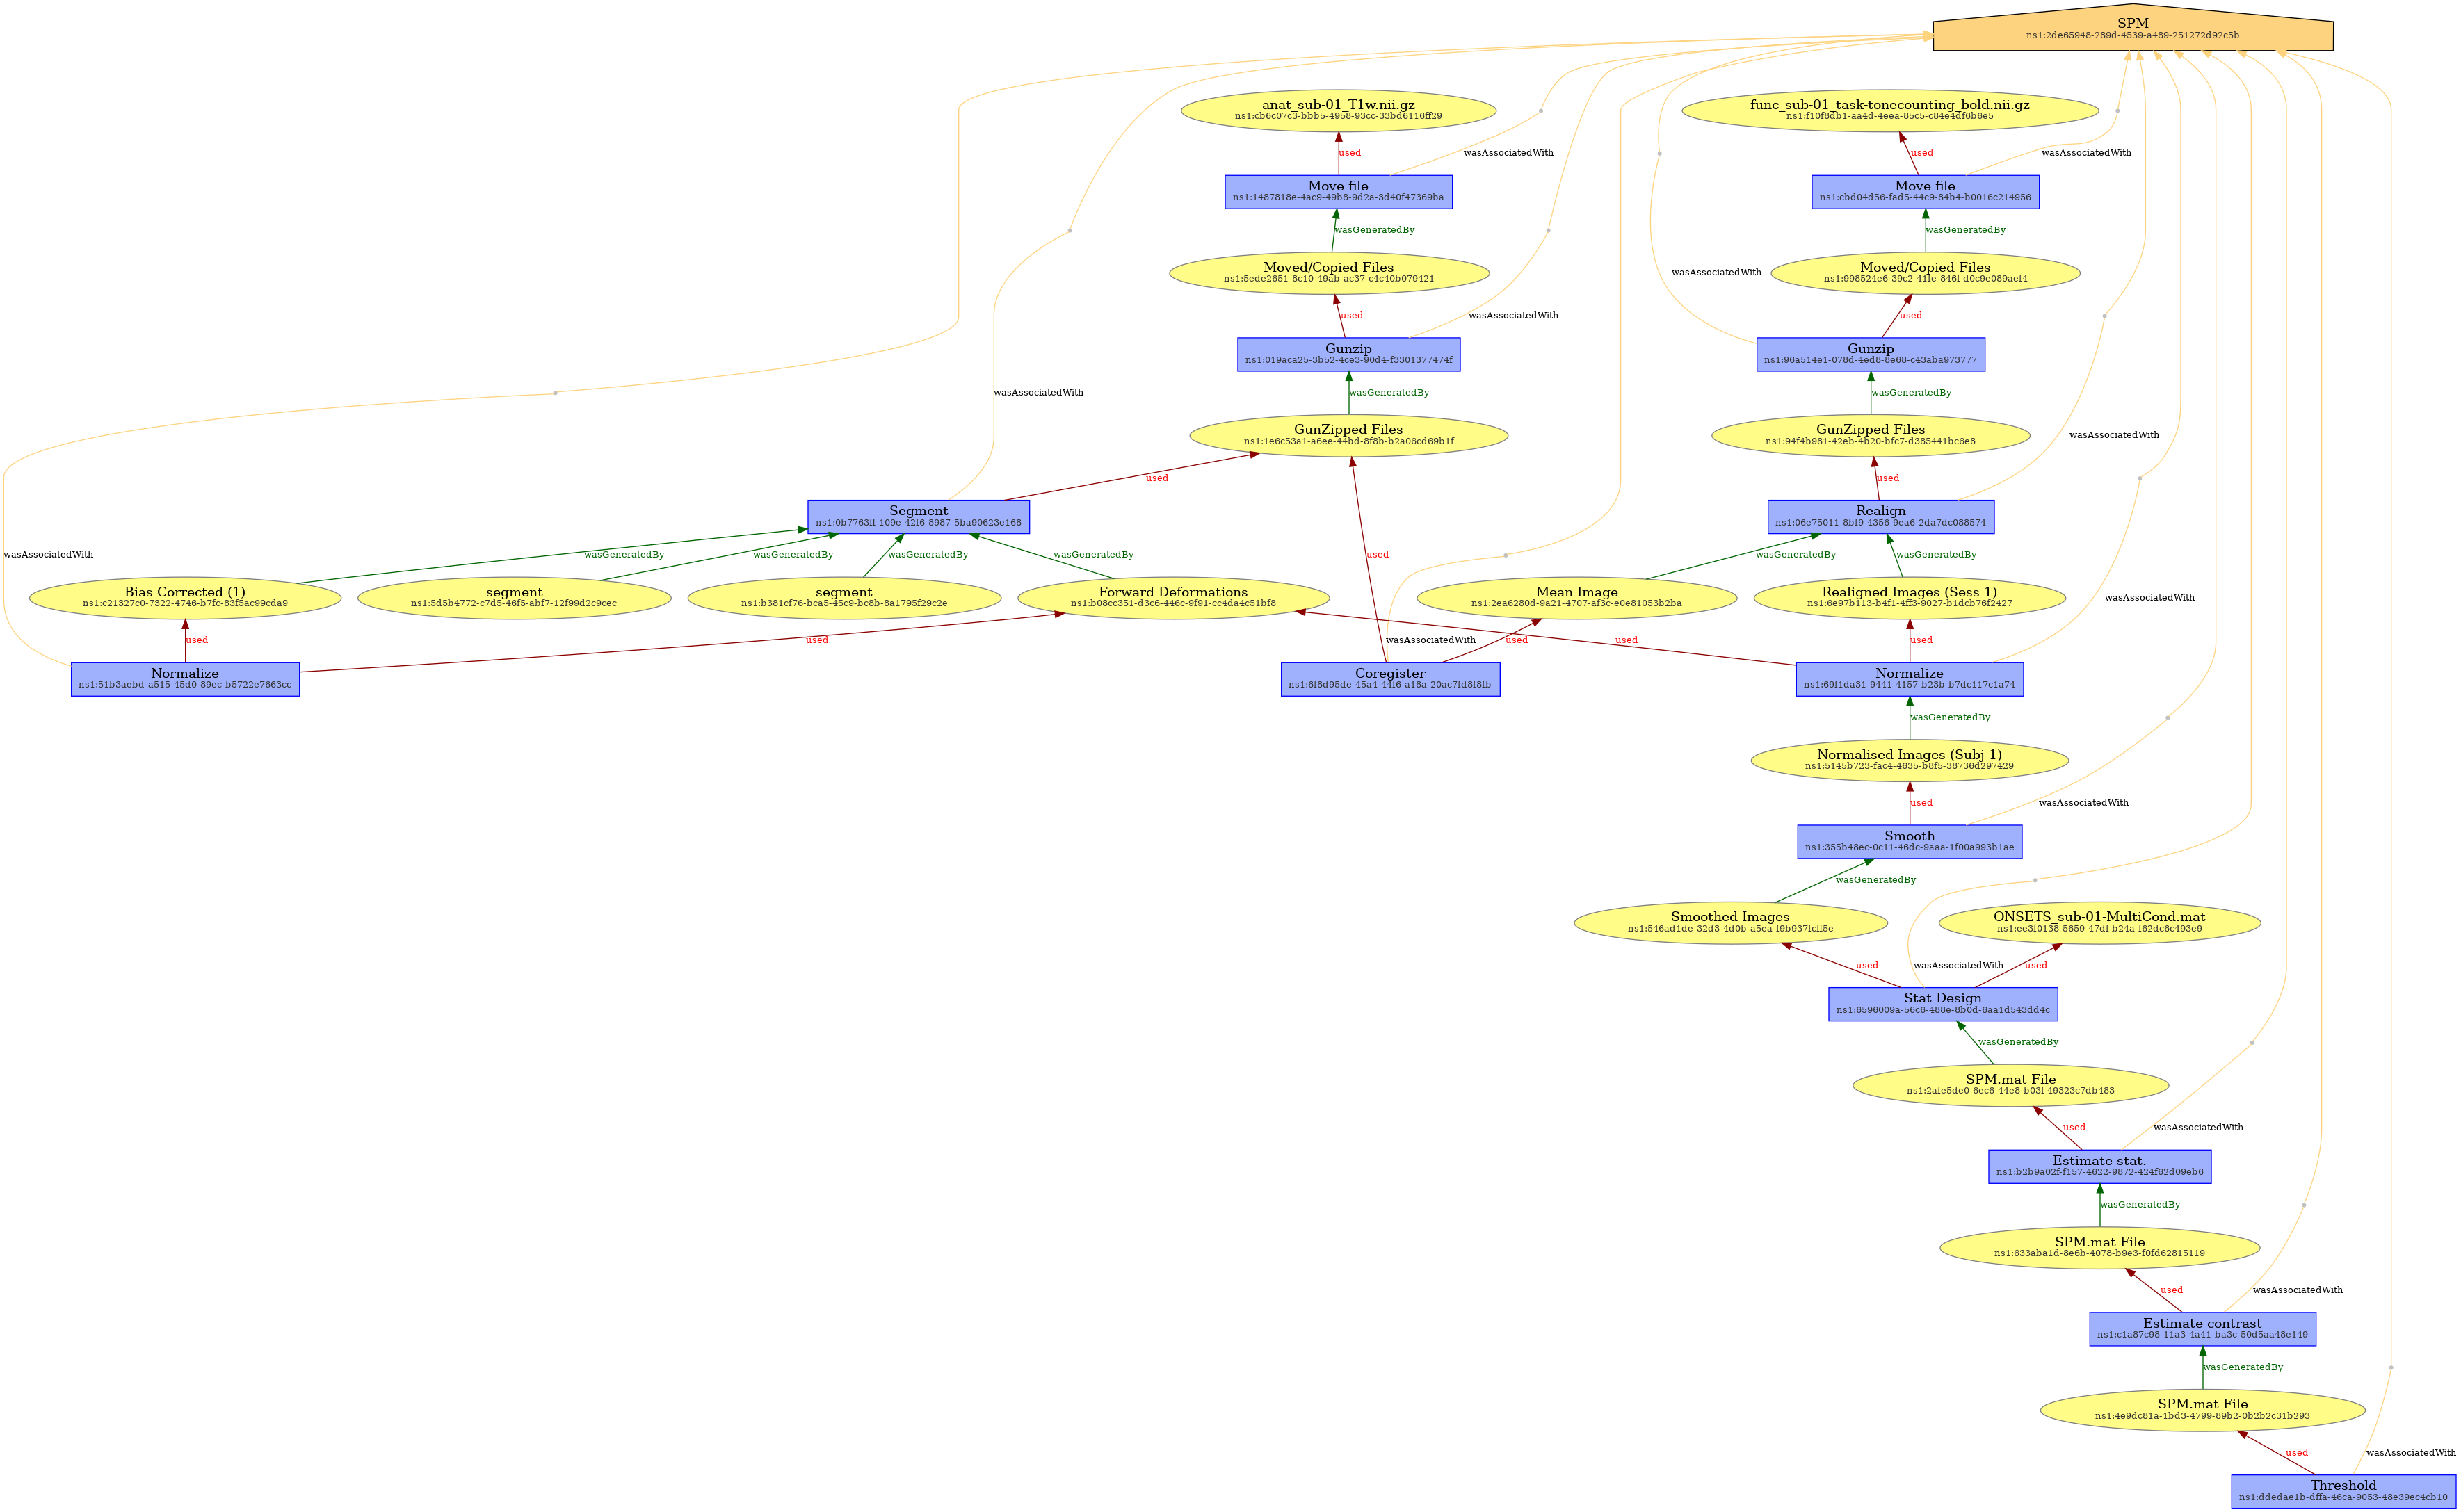 SPM
ns1:2de65948-289d-4539-a489-251272d92c5b
anat_sub-01_T1w.nii.gz
ns1:cb6c07c3-bbb5-4958-93cc-33bd6116ff29
func_sub-01_task-tonecounting_bold.nii.gz
ns1:f10f8db1-aa4d-4eea-85c5-c84e4df6b6e5
used
wasAssociatedWith
used
wasAssociatedWith
Move file
ns1:1487818e-4ac9-49b8-9d2a-3d40f47369ba
Move file
ns1:cbd04d56-fad5-44c9-84b4-b0016c214956
wasGeneratedBy
wasGeneratedBy
Moved/Copied Files
ns1:5ede2651-8c10-49ab-ac37-c4c40b079421
wasAssociatedWith
Moved/Copied Files
ns1:998524e6-39c2-41fe-846f-d0c9e089aef4
used
wasAssociatedWith
used
Gunzip
ns1:019aca25-3b52-4ce3-90d4-f3301377474f
Gunzip
ns1:96a514e1-078d-4ed8-8e68-c43aba973777
wasAssociatedWith
wasGeneratedBy
wasGeneratedBy
GunZipped Files
ns1:1e6c53a1-a6ee-44bd-8f8b-b2a06cd69b1f
GunZipped Files
ns1:94f4b981-42eb-4b20-bfc7-d385441bc6e8
wasAssociatedWith
used
used
Segment
ns1:0b7763ff-109e-42f6-8987-5ba90623e168
Realign
ns1:06e75011-8bf9-4356-9ea6-2da7dc088574
wasAssociatedWith
wasGeneratedBy
wasGeneratedBy
wasGeneratedBy
wasGeneratedBy
used
wasGeneratedBy
wasGeneratedBy
Bias Corrected (1)
ns1:c21327c0-7322-4746-b7fc-83f5ac99cda9
segment
ns1:5d5b4772-c7d5-46f5-abf7-12f99d2c9cec
segment
ns1:b381cf76-bca5-45c9-bc8b-8a1795f29c2e
Forward Deformations
ns1:b08cc351-d3c6-446c-9f91-cc4da4c51bf8
Mean Image
ns1:2ea6280d-9a21-4707-af3c-e0e81053b2ba
Realigned Images (Sess 1)
ns1:6e97b113-b4f1-4ff3-9027-b1dcb76f2427
wasAssociatedWith
used
used
wasAssociatedWith
used
used
used
Normalize
ns1:51b3aebd-a515-45d0-89ec-b5722e7663cc
Coregister
ns1:6f8d95de-45a4-44f6-a18a-20ac7fd8f8fb
Normalize
ns1:69f1da31-9441-4157-b23b-b7dc117c1a74
wasGeneratedBy
Normalised Images (Subj 1)
ns1:5145b723-fac4-4635-b8f5-38736d297429
used
wasAssociatedWith
Smooth
ns1:355b48ec-0c11-46dc-9aaa-1f00a993b1ae
wasGeneratedBy
Smoothed Images
ns1:546ad1de-32d3-4d0b-a5ea-f9b937fcff5e
ONSETS_sub-01-MultiCond.mat
ns1:ee3f0138-5659-47df-b24a-f62dc6c493e9
used
wasAssociatedWith
used
Stat Design
ns1:6596009a-56c6-488e-8b0d-6aa1d543dd4c
wasGeneratedBy
SPM.mat File
ns1:2afe5de0-6ec6-44e8-b03f-49323c7db483
used
wasAssociatedWith
Estimate stat.
ns1:b2b9a02f-f157-4622-9872-424f62d09eb6
wasGeneratedBy
SPM.mat File
ns1:633aba1d-8e6b-4078-b9e3-f0fd62815119
used
wasAssociatedWith
Estimate contrast
ns1:c1a87c98-11a3-4a41-ba3c-50d5aa48e149
wasGeneratedBy
SPM.mat File
ns1:4e9dc81a-1bd3-4799-89b2-0b2b2c31b293
used
wasAssociatedWith
Threshold
ns1:ddedae1b-dffa-46ca-9053-48e39ec4cb10